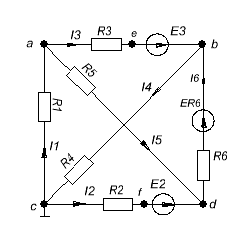 I3 e E3
a R3 b
R5 I4 I6
R1 ER6
I1 R4 I5 R6
I2 f E2
c R2 d